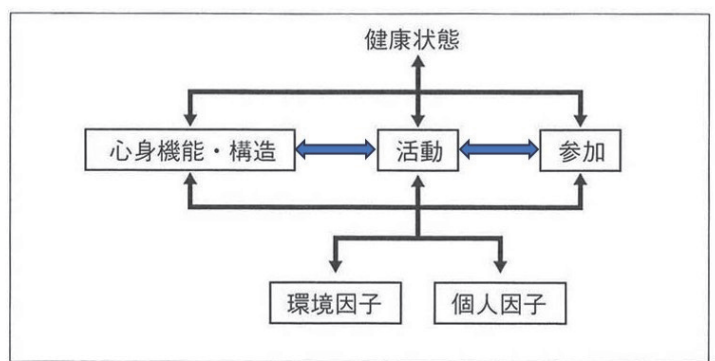 健康状態
心身機能・構造
活動
参加
環境因子
個人因子